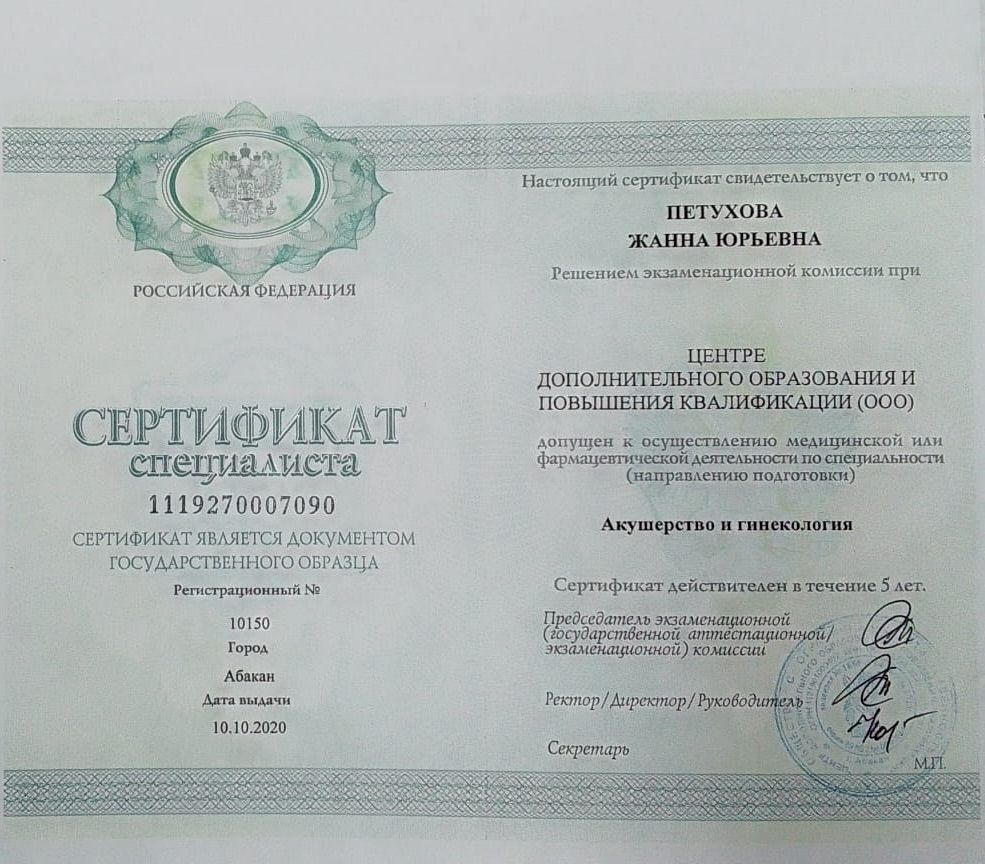 РОССИЙСКАЯ ФЕДЕРАЦИЯ
СЕРТИФИКАТ
специалиста
1119270007090
СЕРТИФИКАТ ЯВЛЯЕТСЯ ДОКУМЕНТОМ
ГОСУДАРСТВЕННОГО ОБРАЗЦА
Регистрационный №
10150
Город
Абакан
Дата выдачи
10.10.2020
Настоящий сертификат свидетельствует о том, что
ПЕТУХОВА
ЖАННА ЮРЬЕВНА
Решением экзаменационной комиссии при
ЦЕНТРЕ
ДОПОЛНИТЕЛЬНОГО ОБРАЗОВАНИЯ И
ПОВЫШЕНИЯ КВАЛИФИКАЦИИ (ООО)
допущен к осуществлению медицинской или
фармацевтической деятельности по специальности
(направлению подготовки)
Акушерство и гинекология
Сертификат действителен в течение 5 лет.
Председатель экзаменационной
(государственной аттестационной/
экзаменационной) комиссии
Ректор/Директор/Руководитель
Секретарь
М.П.